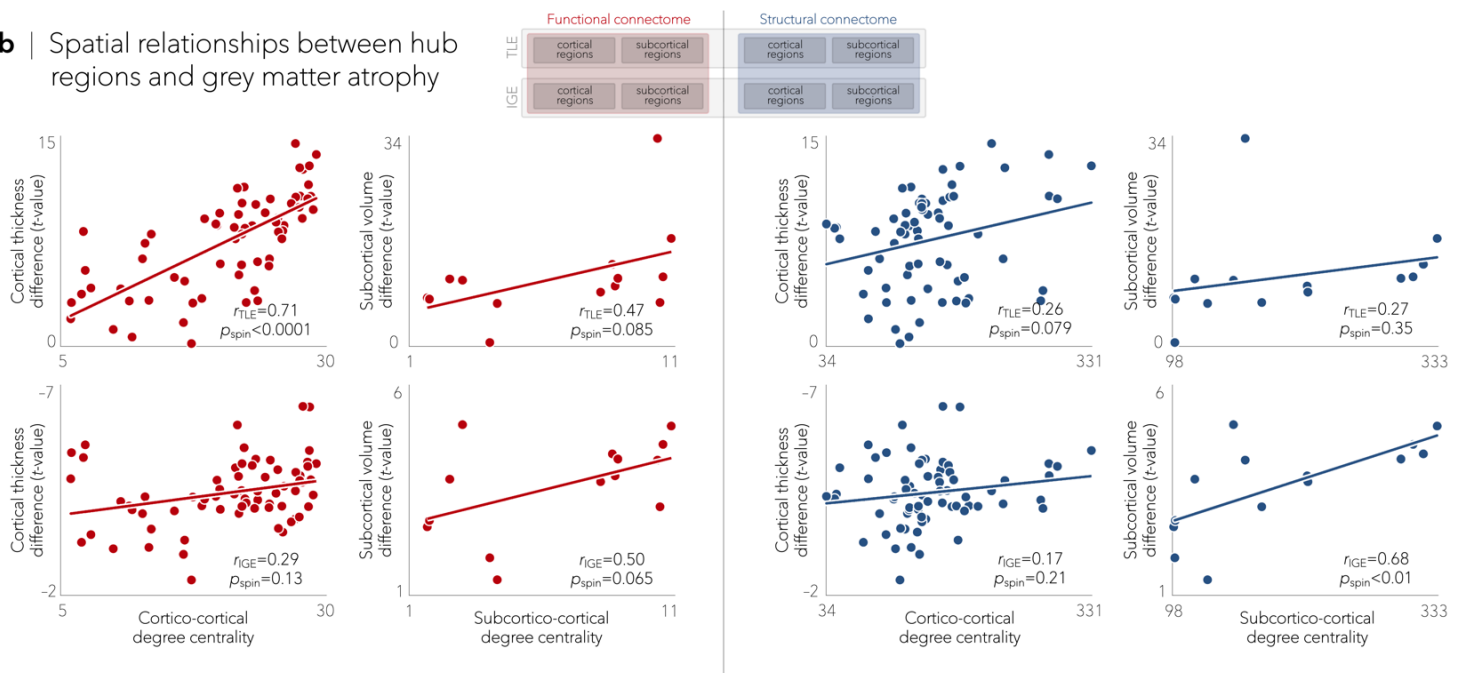 b | Spatial relationships between hub
regions and grey matter atrophy
Functional connectome
Structural connectome
TLE
cortical
regions
subcortical
regions
cortical
regions
subcortical
regions
IGE
cortical
regions
subcortical
regions
cortical
regions
subcortical
regions
Cortical thickness
difference (t-value)
15
0
5
30
rTLE=0.71
pspin<0.0001
Subcortical volume
difference (t-value)
34
0
1
11
rTLE=0.47
pspin=0.085
Cortical thickness
difference (t-value)
15
0
34
331
rTLE=0.26
pspin=0.079
Subcortical volume
difference (t-value)
34
0
98
333
rTLE=0.27
pspin=0.35
Cortical thickness
difference (t-value)
−7
−2
5
30
rIGE=0.29
pspin=0.13
Cortico-cortical
degree centrality
Subcortical volume
difference (t-value)
6
1
1
11
rIGE=0.50
pspin=0.065
Subcortico-cortical
degree centrality
Cortical thickness
difference (t-value)
−7
−2
34
331
rIGE=0.17
pspin=0.21
Cortico-cortical
degree centrality
Subcortical volume
difference (t-value)
6
1
98
333
rIGE=0.68
pspin<0.01
Subcortico-cortical
degree centrality